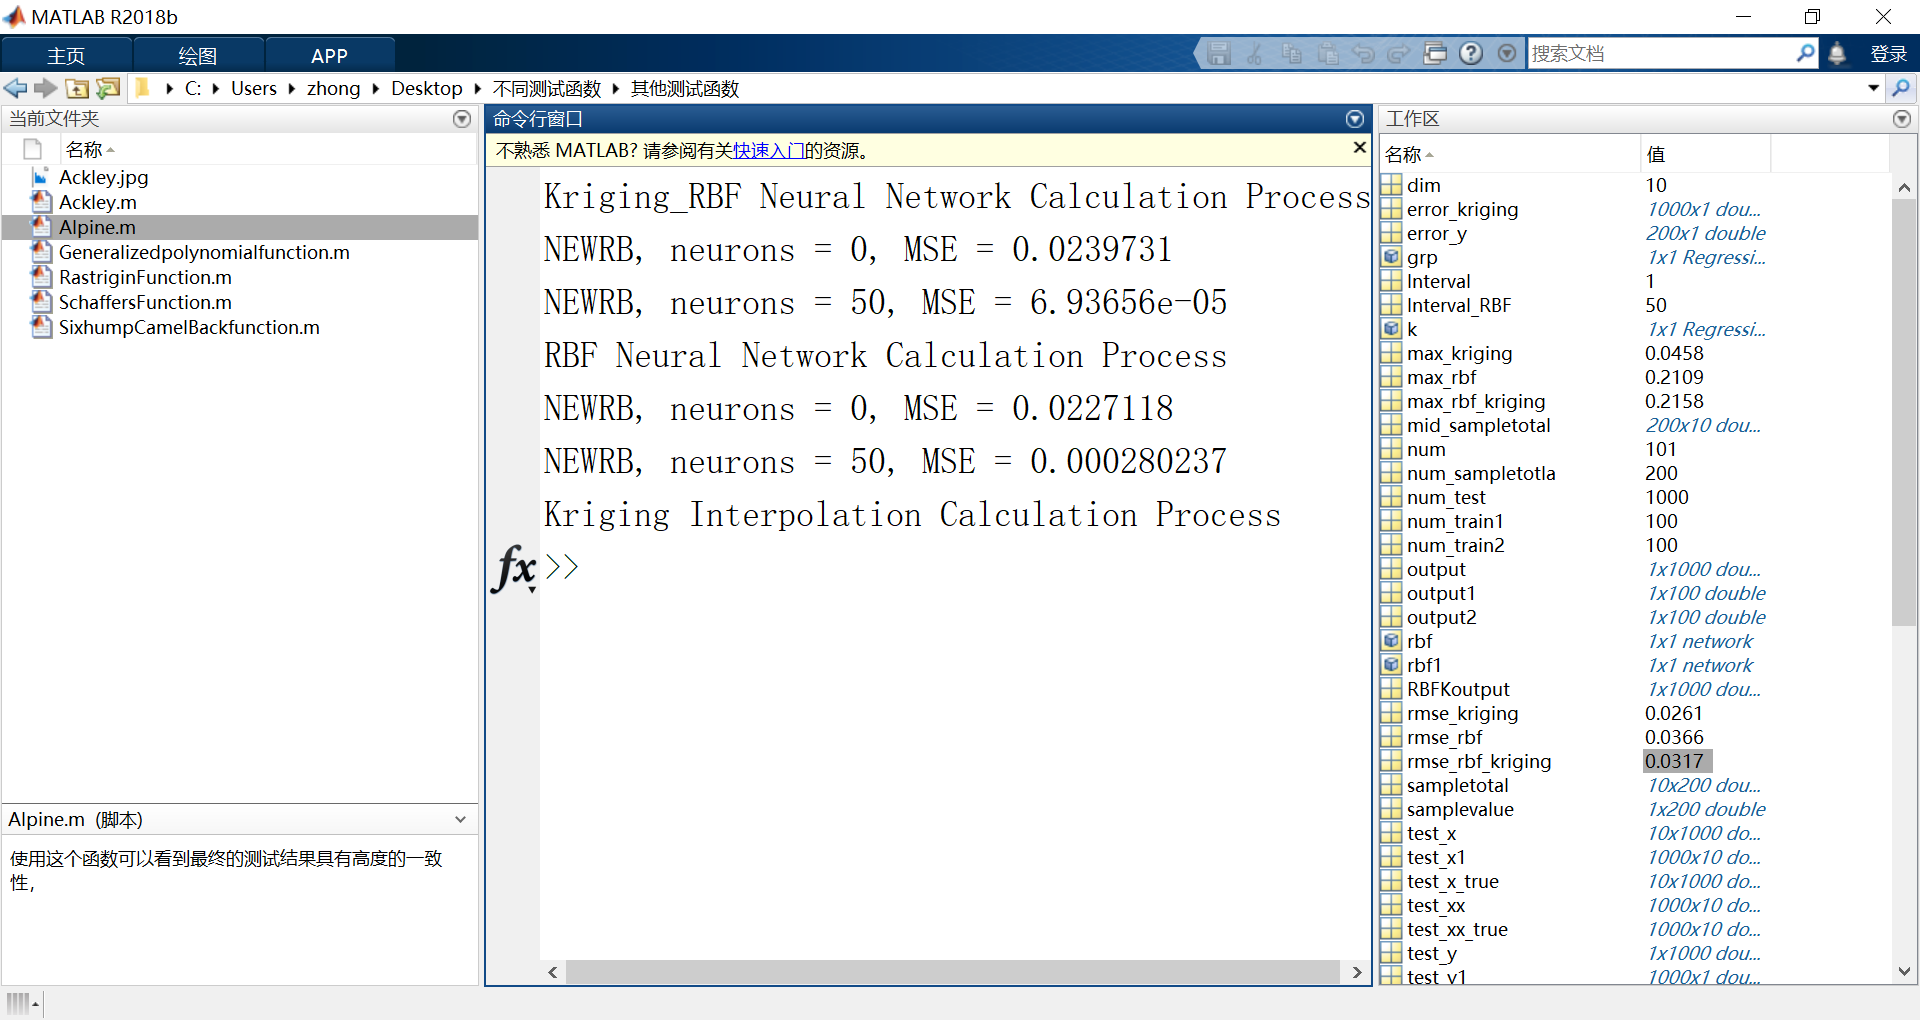 MATLAB R2018b
主页 绘图 APP 搜索文档 登录
C: Users zhong Desktop 不同测试函数 其他测试函数
当前文件夹
名称
Ackley.jpg
Ackley.m
Alpine.m
Generalizedpolynomialfunction.m
RastriginFunction.m
SchaffersFunction.m
SixhumpCamelBackfunction.m
Alpine.m (脚本)
使用这个函数可以看到最终的测试结果具有高度的一致
性,
命令行窗口
不熟悉 MATLAB? 请参阅有关快速入门的资源。
Kriging_RBF Neural Network Calculation Process
NEWRB, neurons = 0, MSE = 0.0239731
NEWRB, neurons = 50, MSE = 6.93656e-05
RBF Neural Network Calculation Process
NEWRB, neurons = 0, MSE = 0.0227118
NEWRB, neurons = 50, MSE = 0.000280237
Kriging Interpolation Calculation Process
fx >>
工作区
名称 值
dim 10
error_kriging 1000x1 dou...
error_y 200x1 double
grp 1x1 Regressi...
Interval 1
Interval_RBF 50
k 1x1 Regressi...
max_kriging 0.0458
max_rbf 0.2109
max_rbf_kriging 0.2158
mid_sampletotal 200x10 dou...
num 101
num_sampletotla 200
num_test 1000
num_train1 100
num_train2 100
output 1x1000 dou...
output1 1x100 double
output2 1x100 double
rbf 1x1 network
rbf1 1x1 network
RBFKoutput 1x1000 dou...
rmse_kriging 0.0261
rmse_rbf 0.0366
rmse_rbf_kriging 0.0317
sampletotal 10x200 dou...
samplevalue 1x200 double
test_x 10x1000 do...
test_x1 1000x10 do...
test_x_true 10x1000 do...
test_xx 1000x10 do...
test_xx_true 1000x10 do...
test_y 1x1000 dou...
test_y1 1000x1 dou...